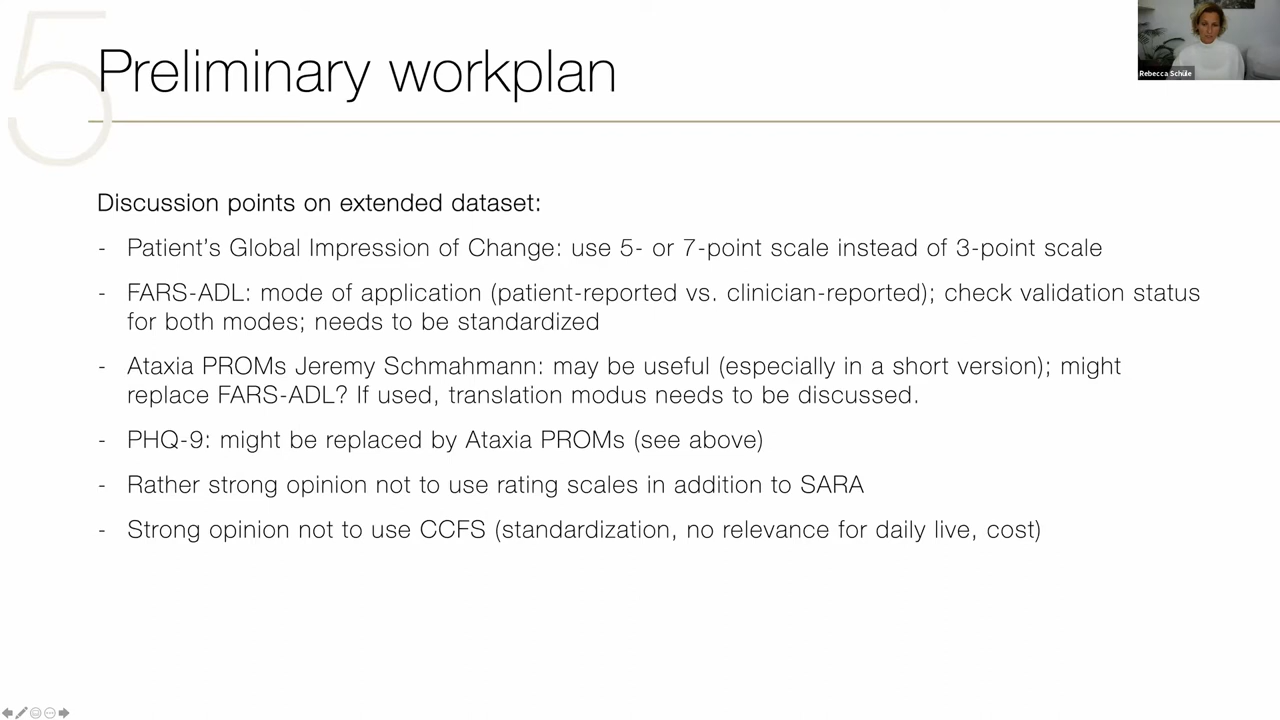 5
Preliminary workplan
Rebecca Schüle
Discussion points on extended dataset:
- Patient’s Global Impression of Change: use 5- or 7-point scale instead of 3-point scale
- FARS-ADL: mode of application (patient-reported vs. clinician-reported); check validation status
for both modes; needs to be standardized
- Ataxia PROMs Jeremy Schmahmann: may be useful (especially in a short version); might
replace FARS-ADL? If used, translation modus needs to be discussed.
- PHQ-9: might be replaced by Ataxia PROMs (see above)
- Rather strong opinion not to use rating scales in addition to SARA
- Strong opinion not to use CCFS (standardization, no relevance for daily live, cost)